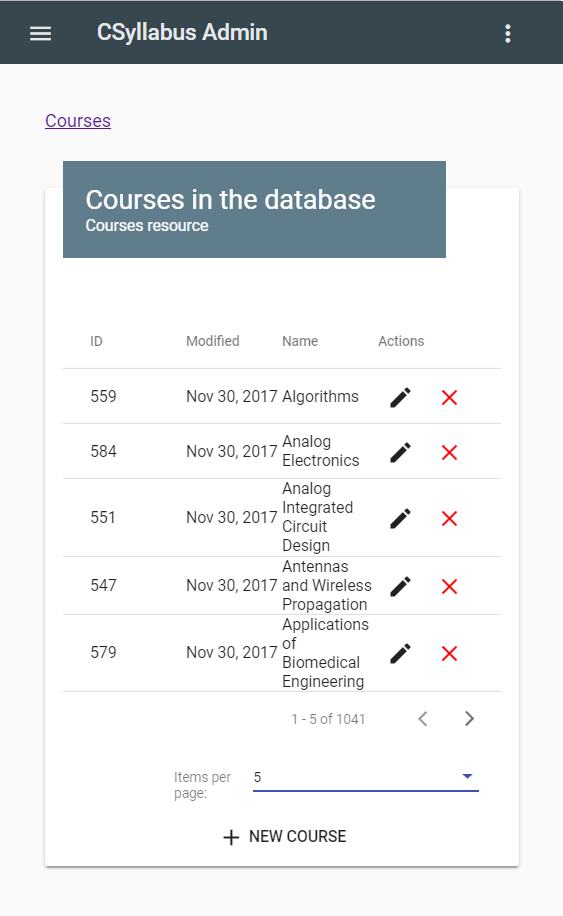 CSyllabus Admin
Courses
Courses in the database
Courses resource
ID Modified Name Actions
559 Nov 30, 2017 Algorithms
584 Nov 30, 2017 Analog
Electronics
551 Nov 30, 2017 Analog
Integrated
Circuit
Design
547 Nov 30, 2017 Antennas
and Wireless
Propagation
579 Nov 30, 2017 Applications
of
Biomedical
Engineering
1 - 5 of 1041
Items per
page:
5
NEW COURSE